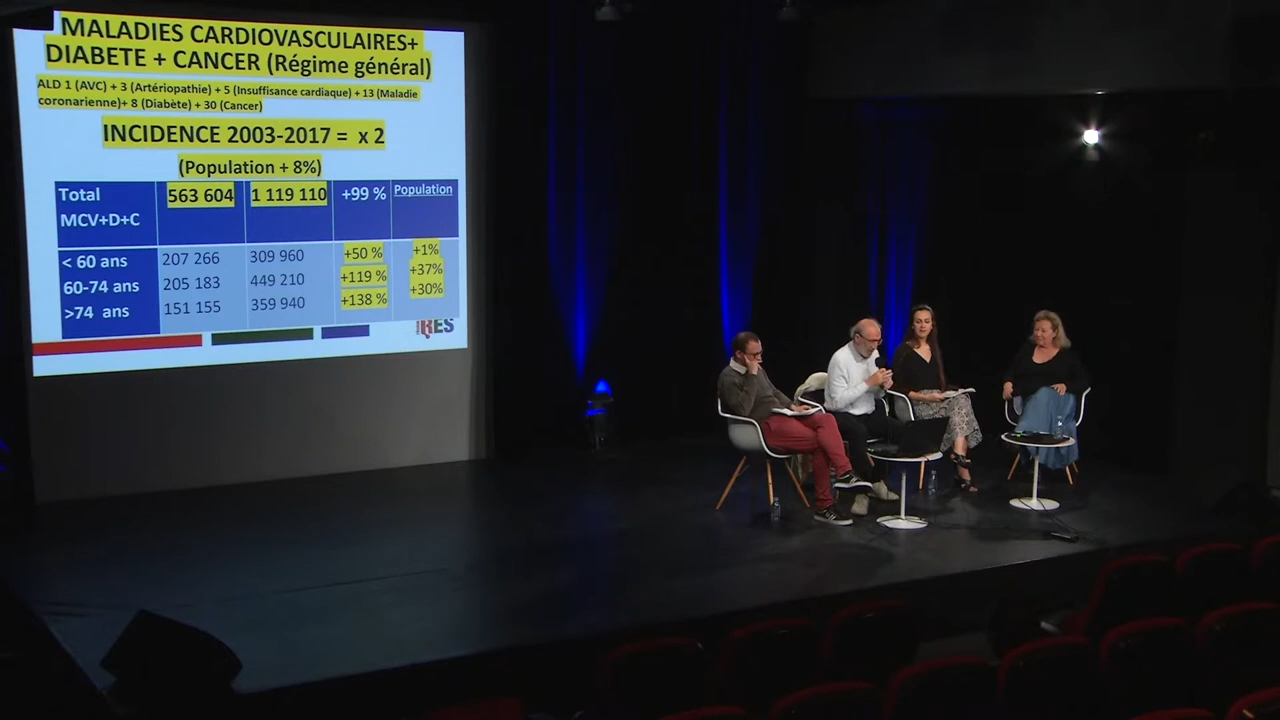 MALADIES CARDIOVASCULAIRES+
DIABETE + CANCER (Régime général)
ALD 1 (AVC) + 3 (Artériopathie) + 5 (Insuffisance cardiaque) + 13 (Maladie
coronarienne)+ 8 (Diabète) + 30 (Cancer)
INCIDENCE 2003-2017 = x 2
(Population + 8%)
Total 563 604 1 119 110 +99 % Population
MCV+D+C
< 60 ans 207 266 309 960 +50 % +1%
60-74 ans 205 183 449 210 +119 % +37%
>74 ans 151 155 359 940 +138 % +30%
RES